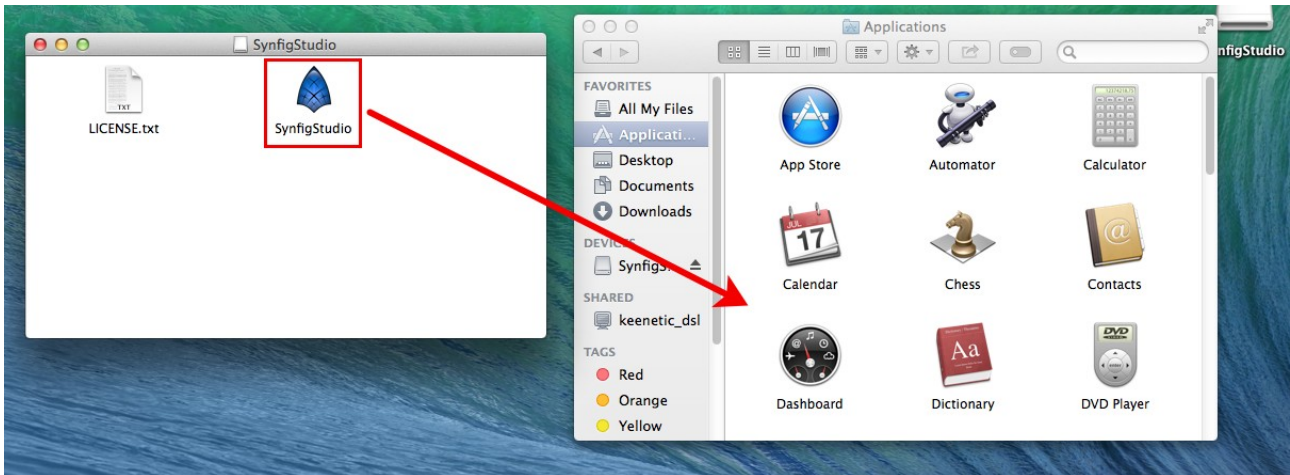 SynfigStudio
TXT
LICENSE.txt
SynfigStudio
Applications
FAVORITES
All My Files
Applicati...
Desktop
Documents
Downloads
DEVICES
SynfigS...
SHARED
keenetic_dsl
TAGS
Red
Orange
Yellow
App Store
Automator
Calculator
JUL
17
Calendar
Chess
@
Contacts
Dashboard
Aa
Dictionary
DVD
DVD Player
nfigStudio